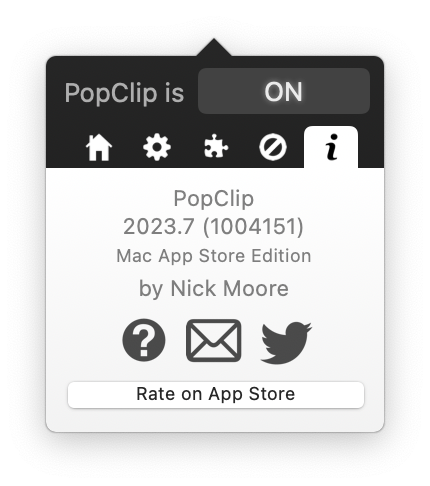 PopClip is ON
PopClip
2023.7 (1004151)
Mac App Store Edition
by Nick Moore
Rate on App Store